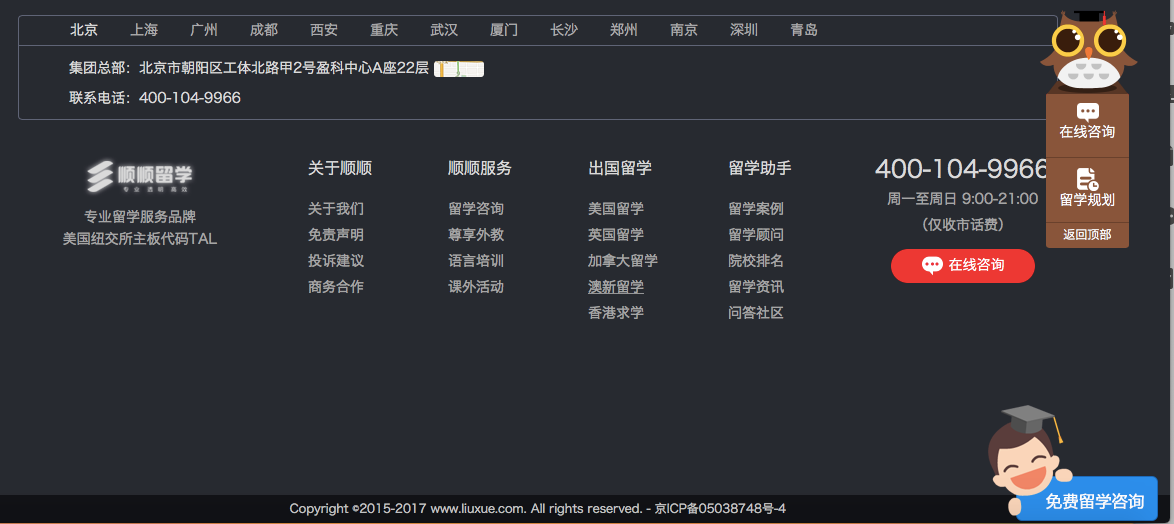 北京 上海 广州 成都 西安 重庆 武汉 厦门 长沙 郑州 南京 深圳 青岛
集团总部：北京市朝阳区工体北路甲2号盈科中心A座22层
联系电话：400-104-9966
顺顺留学
专业 透明 高效
专业留学服务品牌
美国纽交所主板代码TAL
关于顺顺
关于我们
免责声明
投诉建议
商务合作
顺顺服务
留学咨询
尊享外教
语言培训
课外活动
出国留学
美国留学
英国留学
加拿大留学
澳新留学
香港求学
留学助手
留学案例
留学顾问
院校排名
留学资讯
问答社区
400-104-9966
周一至周日 9:00-21:00
（仅收市话费）
在线咨询
在线咨询
留学规划
返回顶部
免费留学咨询
Copyright ©2015-2017 www.liuxue.com. All rights reserved. - 京ICP备05038748号-4